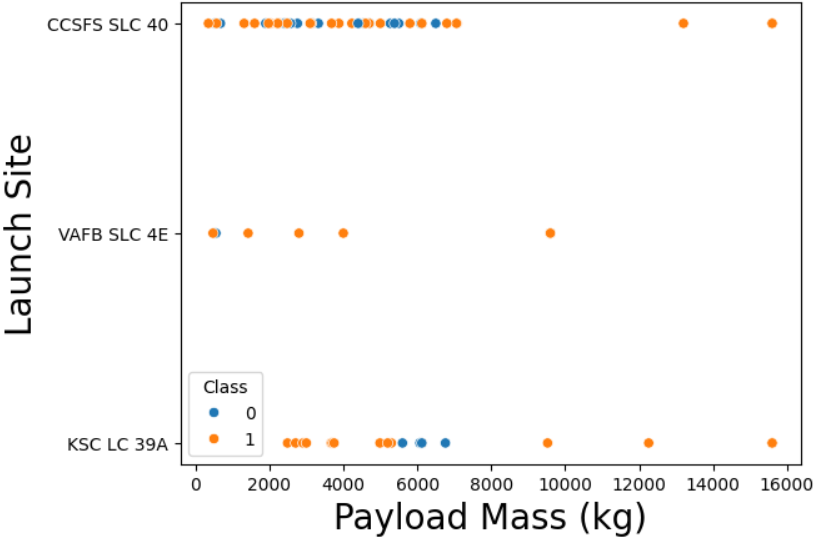 CCSFS SLC 40
VAFB SLC 4E
KSC LC 39A
Launch Site
Class
0
1
0 2000 4000 6000 8000 10000 12000 14000 16000
Payload Mass (kg)